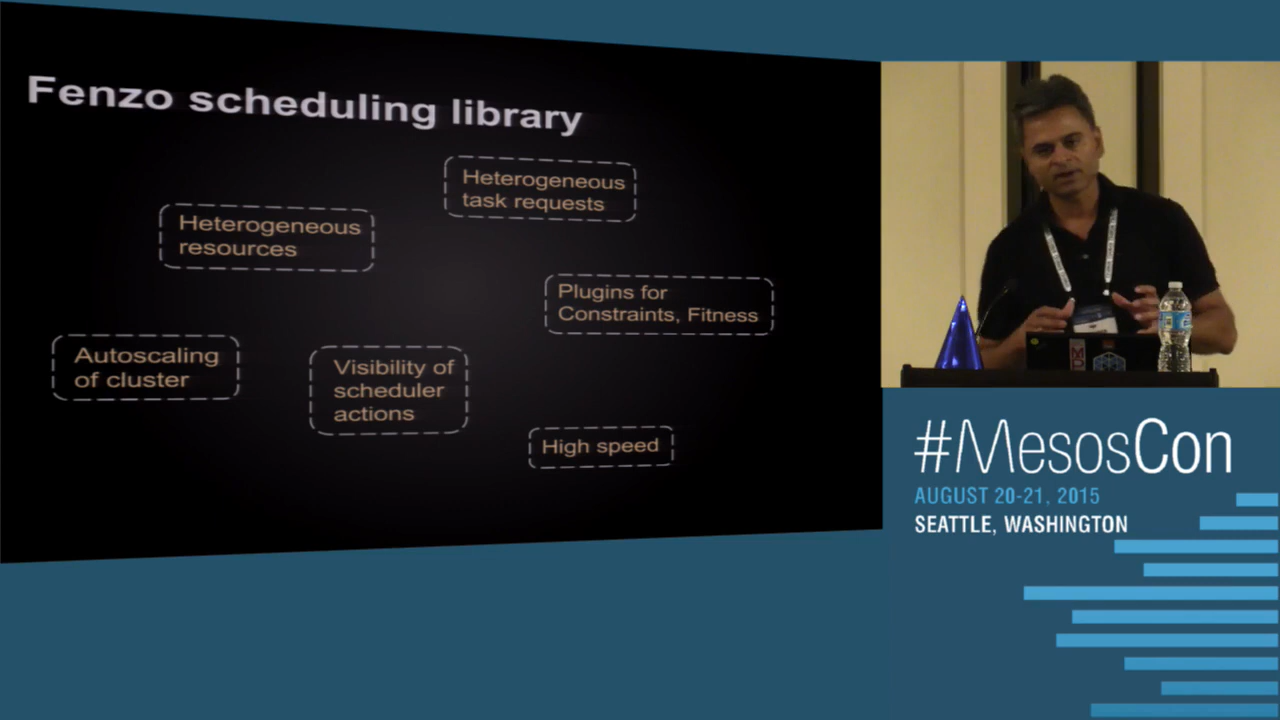 Fenzo scheduling library
Heterogeneous
task requests
Heterogeneous
resources
Plugins for
Constraints, Fitness
Autoscaling
of cluster
Visibility of
scheduler
actions
High speed
#MesosCon
AUGUST 20-21, 2015
SEATTLE, WASHINGTON